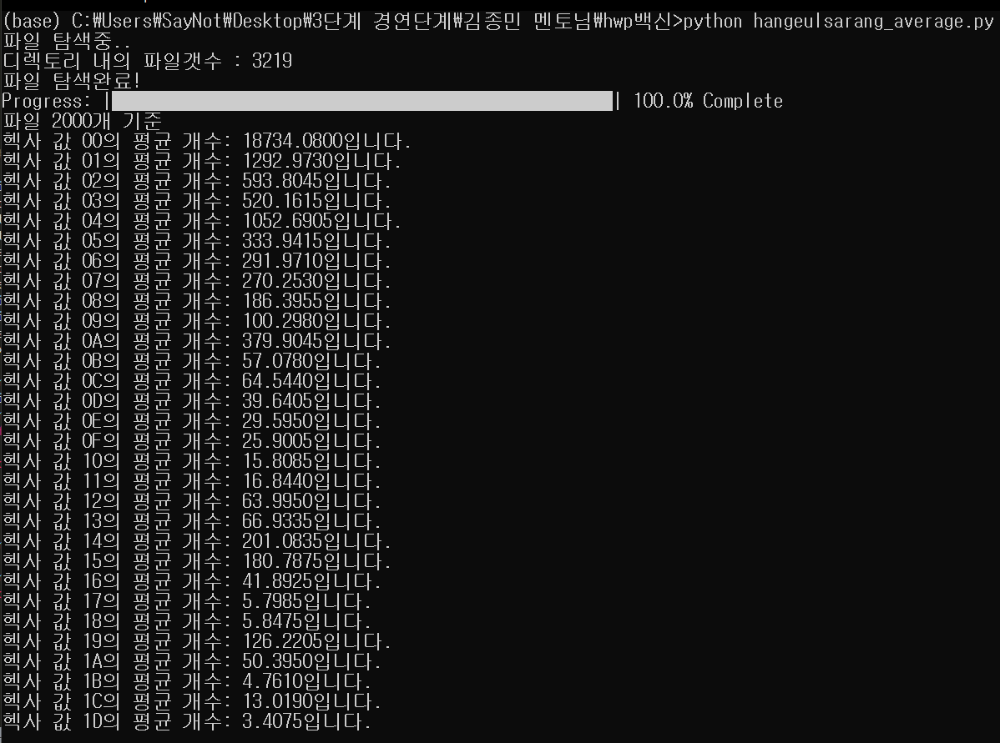 (base) C:₩Users₩SayNot₩Desktop₩3단계 경연단계₩김종민 멘토님₩hwp백신>python hangeulsarang_average.py
파일 탐색중..
디렉토리 내의 파일갯수 : 3219
파일 탐색완료!
Progress: |██████████████████████████████████████████████████| 100.0% Complete
파일 2000개 기준
헥사 값 00의 평균 개수: 18734.0800입니다.
헥사 값 01의 평균 개수: 1292.9730입니다.
헥사 값 02의 평균 개수: 593.8045입니다.
헥사 값 03의 평균 개수: 520.1615입니다.
헥사 값 04의 평균 개수: 1052.6905입니다.
헥사 값 05의 평균 개수: 333.9415입니다.
헥사 값 06의 평균 개수: 291.9710입니다.
헥사 값 07의 평균 개수: 270.2530입니다.
헥사 값 08의 평균 개수: 186.3955입니다.
헥사 값 09의 평균 개수: 100.2980입니다.
헥사 값 0A의 평균 개수: 379.9045입니다.
헥사 값 0B의 평균 개수: 57.0780입니다.
헥사 값 0C의 평균 개수: 64.5440입니다.
헥사 값 0D의 평균 개수: 39.6405입니다.
헥사 값 0E의 평균 개수: 29.5950입니다.
헥사 값 0F의 평균 개수: 25.9005입니다.
헥사 값 10의 평균 개수: 15.8085입니다.
헥사 값 11의 평균 개수: 16.8440입니다.
헥사 값 12의 평균 개수: 63.9950입니다.
헥사 값 13의 평균 개수: 66.9335입니다.
헥사 값 14의 평균 개수: 201.0835입니다.
헥사 값 15의 평균 개수: 180.7875입니다.
헥사 값 16의 평균 개수: 41.8925입니다.
헥사 값 17의 평균 개수: 5.7985입니다.
헥사 값 18의 평균 개수: 5.8475입니다.
헥사 값 19의 평균 개수: 126.2205입니다.
헥사 값 1A의 평균 개수: 50.3950입니다.
헥사 값 1B의 평균 개수: 4.7610입니다.
헥사 값 1C의 평균 개수: 13.0190입니다.
헥사 값 1D의 평균 개수: 3.4075입니다.